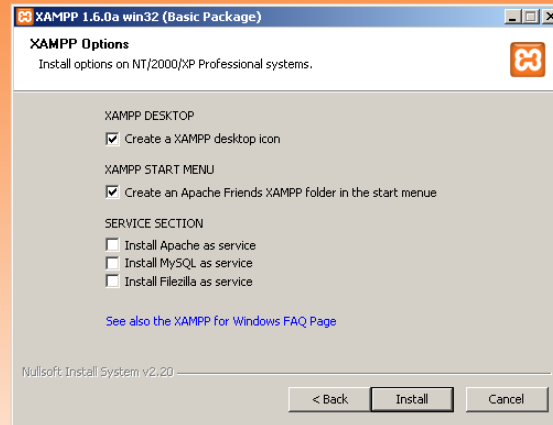 XAMPP 1.6.0a win32 (Basic Package)
XAMPP Options
Install options on NT/2000/XP Professional systems.
XAMPP DESKTOP
Create a XAMPP desktop icon
XAMPP START MENU
Create an Apache Friends XAMPP folder in the start menue
SERVICE SECTION
Install Apache as service
Install MySQL as service
Install Filezilla as service
See also the XAMPP for Windows FAQ Page
Nullsoft Install System v2.20
< Back
Install
Cancel